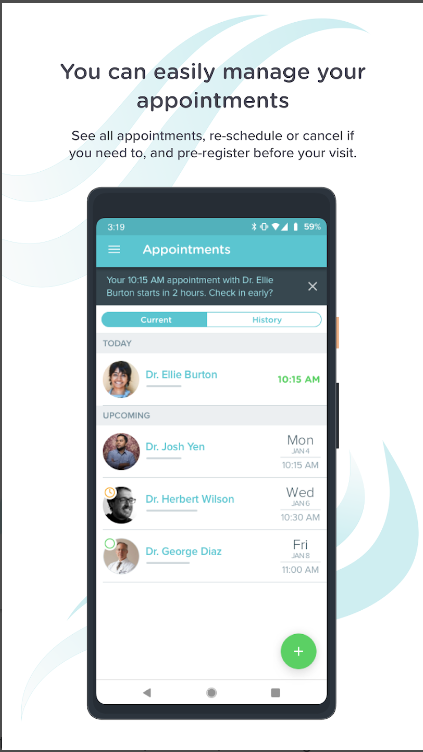 You can easily manage your
appointments
See all appointments, re-schedule or cancel if
you need to, and pre-register before your visit.
3:19 59%
Appointments
Your 10:15 AM appointment with Dr. Ellie
Burton starts in 2 hours. Check in early?
Current History
TODAY
Dr. Ellie Burton 10:15 AM
UPCOMING
Dr. Josh Yen Mon
JAN 4
10:15 AM
Dr. Herbert Wilson Wed
JAN 6
10:30 AM
Dr. George Diaz Fri
JAN 8
11:00 AM